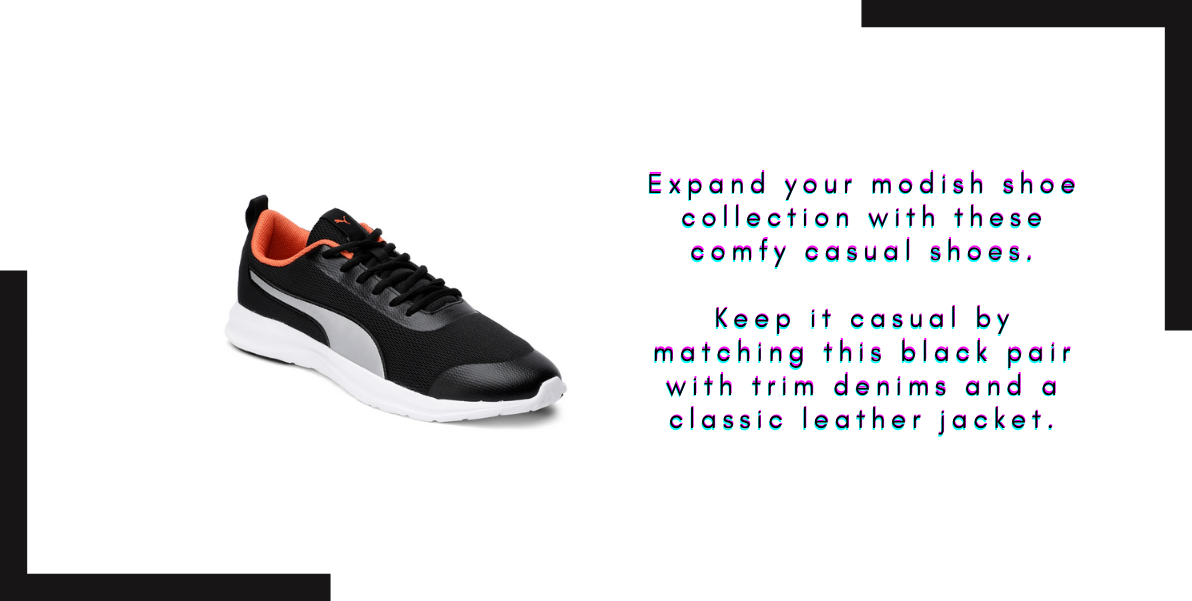 Expand your modish shoe
collection with these
comfy casual shoes.
Keep it casual by
matching this black pair
with trim denims and a
classic leather jacket.